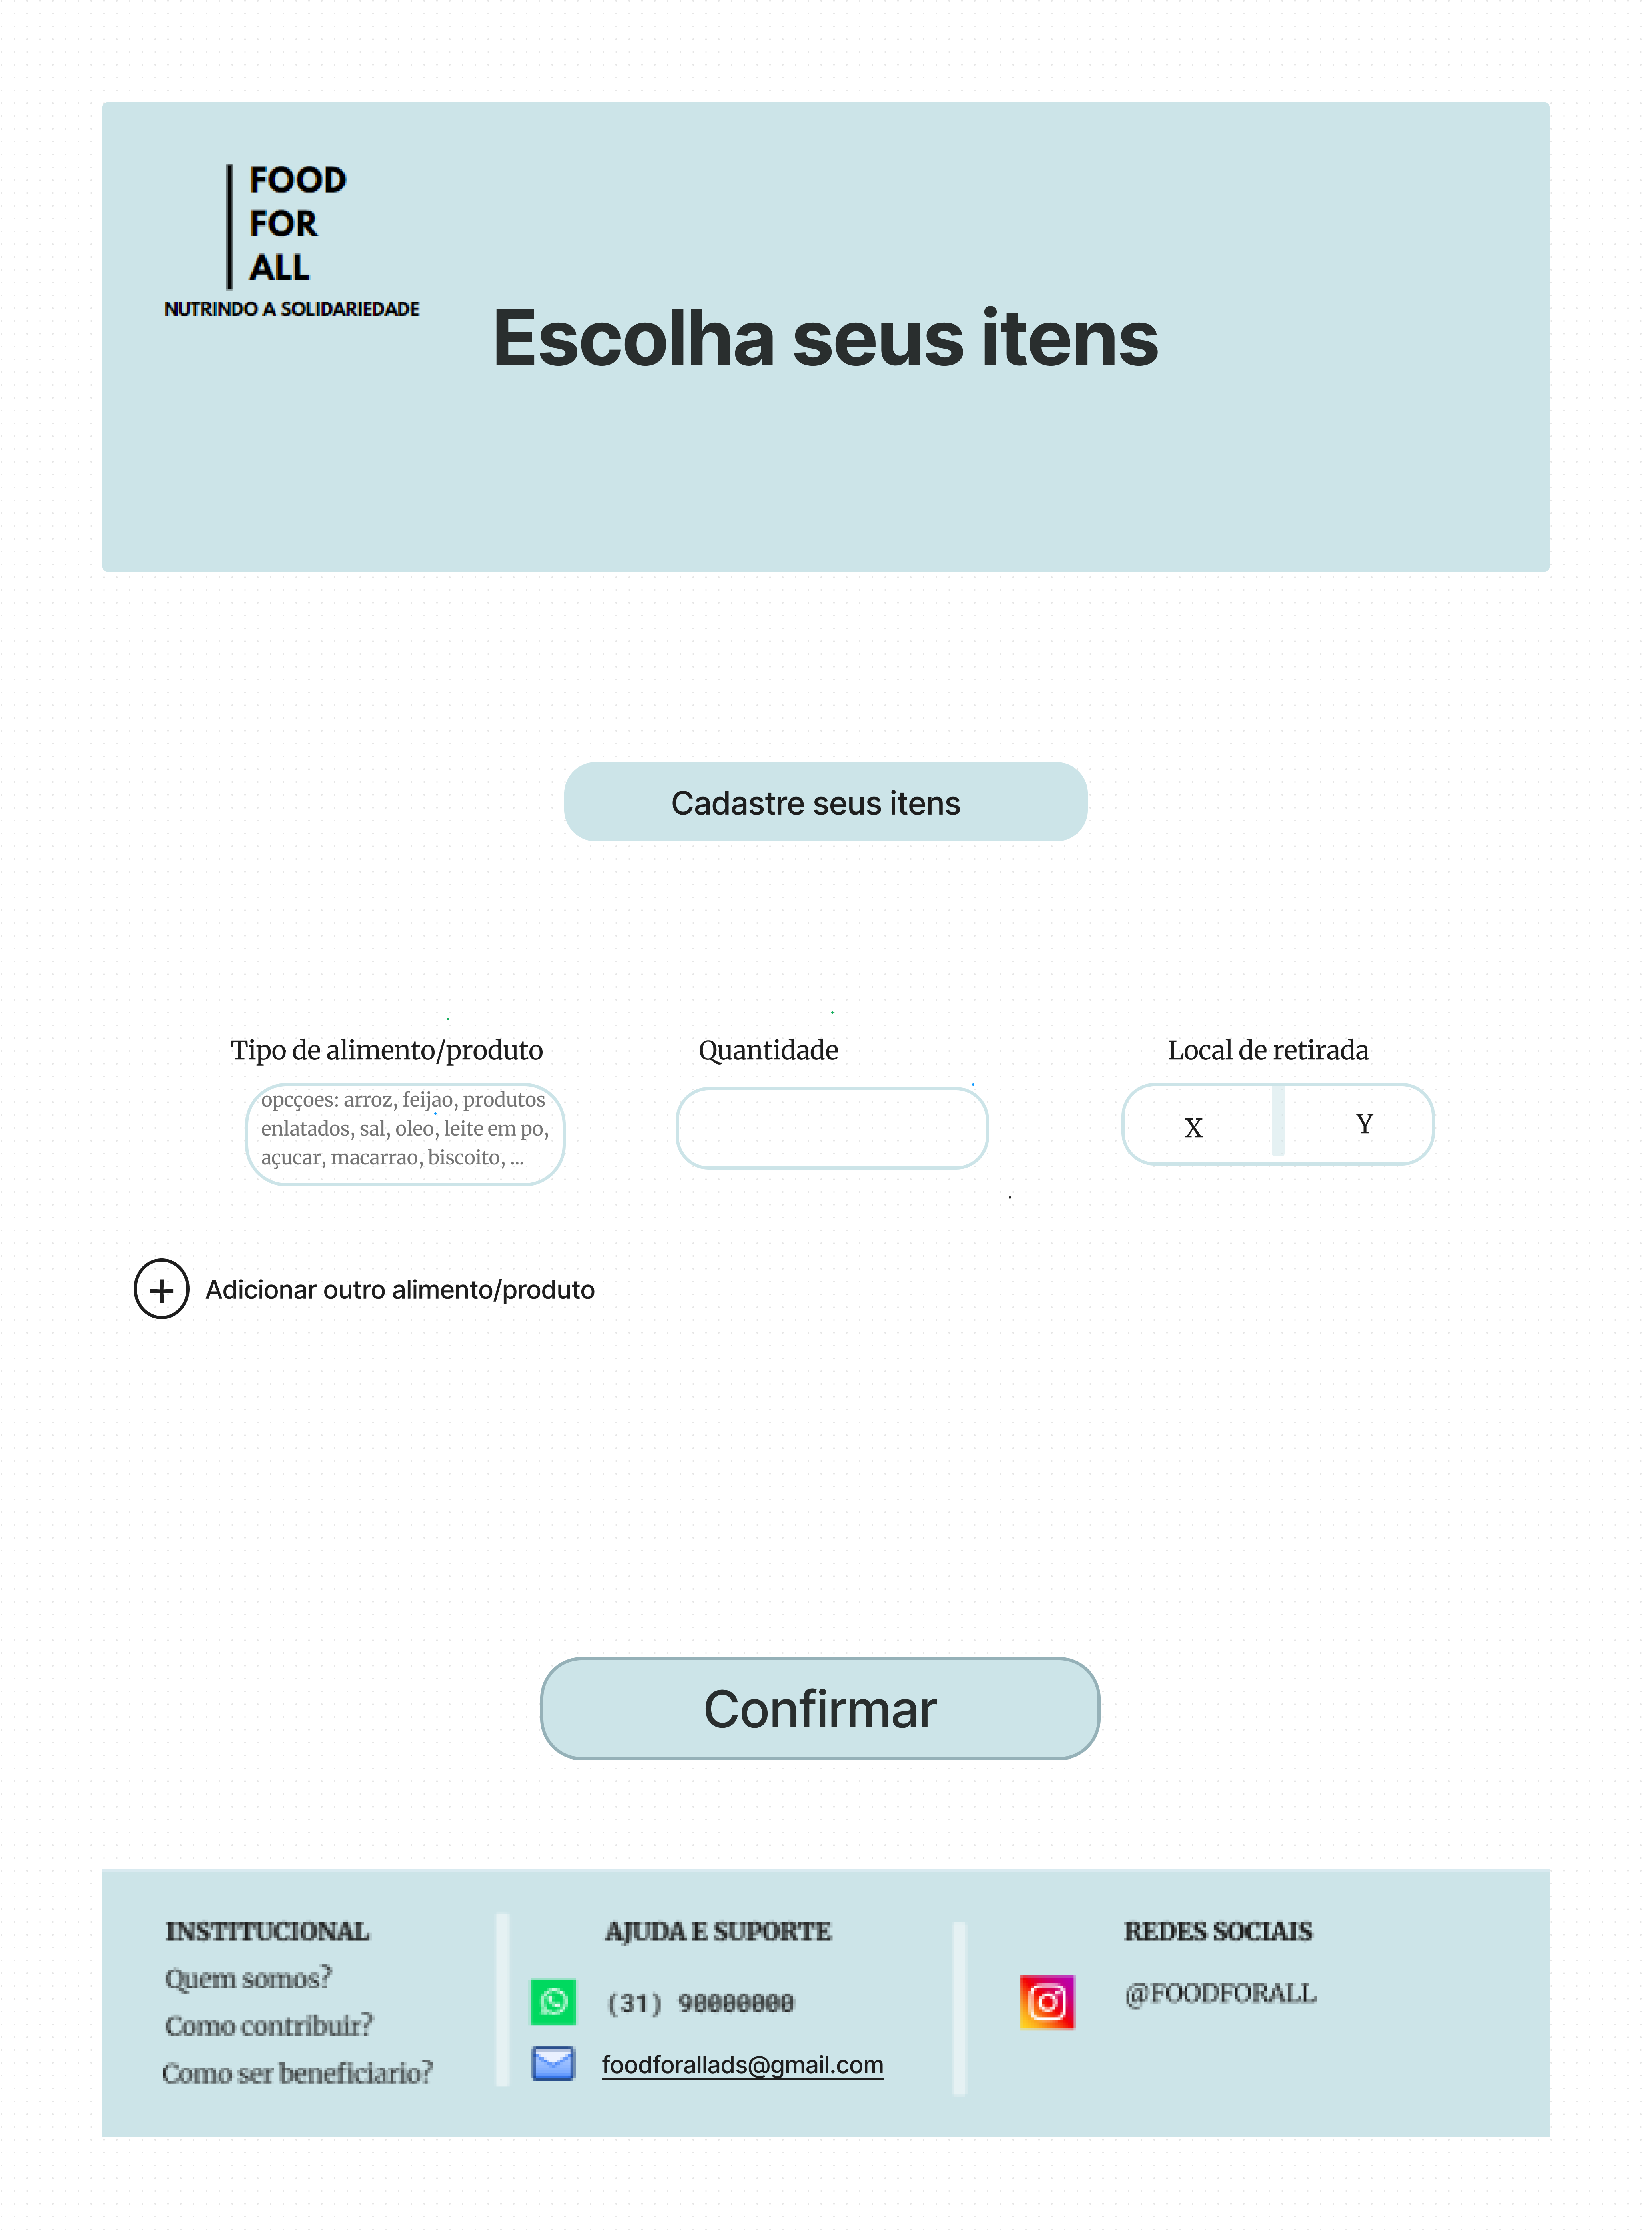 FOOD
FOR
ALL
NUTRINDO A SOLIDARIEDADE
Escolha seus itens
Cadastre seus itens
Tipo de alimento/produto
opcçoes: arroz, feijao, produtos
enlatados, sal, oleo, leite em po,
açucar, macarrao, biscoito, ...
Quantidade
Local de retirada
X
Y
+
Adicionar outro alimento/produto
Confirmar
INSTITUCIONAL
Quem somos?
Como contribuir?
Como ser beneficiario?
AJUDA E SUPORTE
(31) 90000000
foodforallads@gmail.com
REDES SOCIAIS
@FOODFORALL